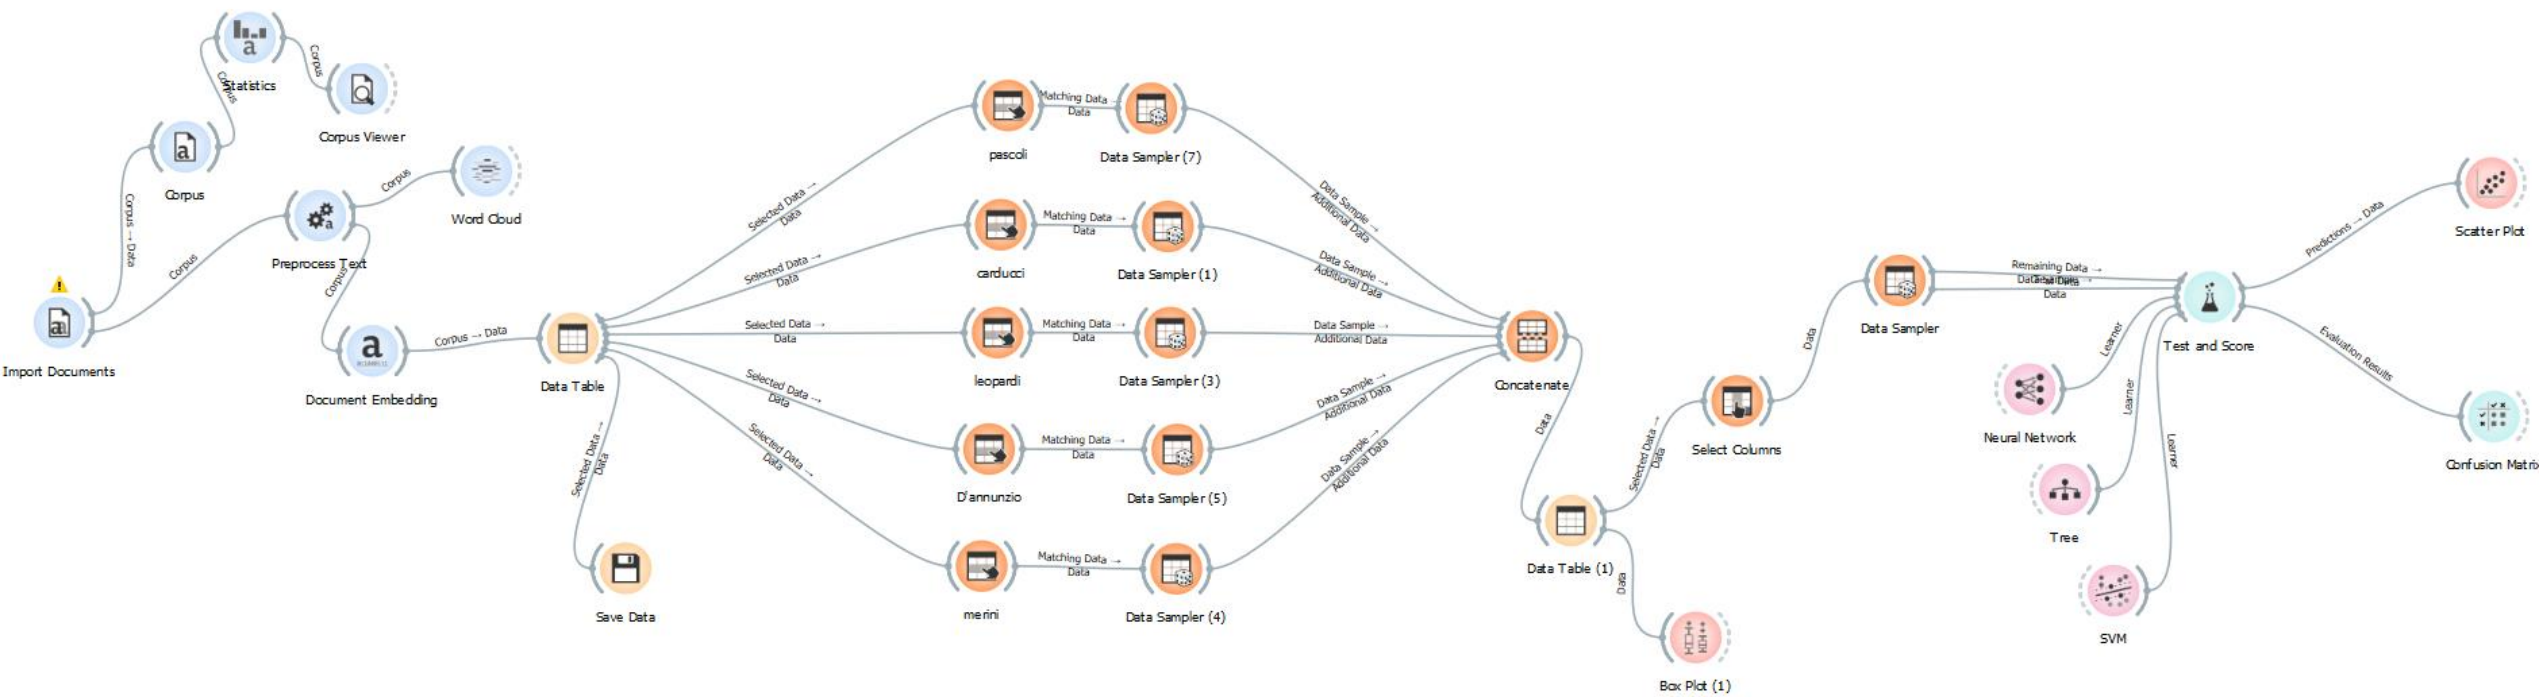 Statistics
Corpus
Corpus
Corpus Viewer
Corpus
Corpus → Data
Corpus
Preprocess Text
Corpus
Word Cloud
Corpus
Import Documents
Document Embedding
Corpus → Data
Data Table
Selected Data →
Data
Selected Data →
Data
Selected Data →
Data
Selected Data →
Data
Selected Data →
Data
Selected Data →
Data
Save Data
pascoli
Matching Data →
Data
Data Sampler (7)
carducci
Matching Data →
Data
Data Sampler (1)
leopardi
Matching Data →
Data
Data Sampler (3)
D'annunzio
Matching Data →
Data
Data Sampler (5)
merini
Matching Data →
Data
Data Sampler (4)
Data Sample →
Additional Data
Data Sample →
Additional Data
Data Sample →
Additional Data
Data Sample →
Additional Data
Data Sample →
Additional Data
Concatenate
Data
Data Table (1)
Data
Box Plot (1)
Selected Data →
Data
Select Columns
Data
Data Sampler
Remaining Data →
Data
Test and Score
Learner
Neural Network
Learner
Tree
Learner
SVM
Predictions → Data
Scatter Plot
Evaluation Results
Confusion Matrix